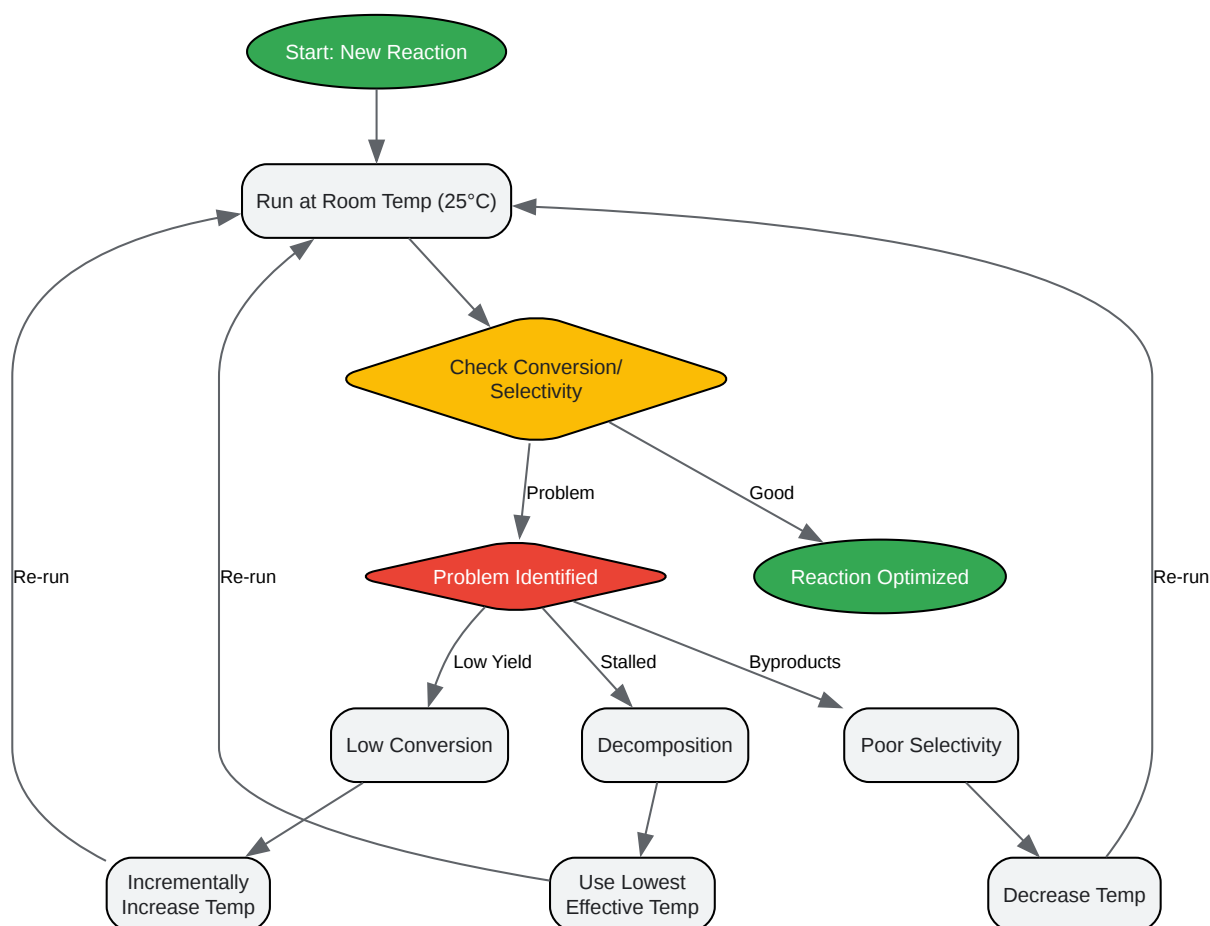 Start: New Reaction
Run at Room Temp (25°C)
Check Conversion/
Selectivity
Problem
Good
Problem Identified
Reaction Optimized
Re-run
Re-run
Re-run
Low Yield
Stalled
Byproducts
Low Conversion
Decomposition
Poor Selectivity
Incrementally
Increase Temp
Use Lowest
Effective Temp
Decrease Temp